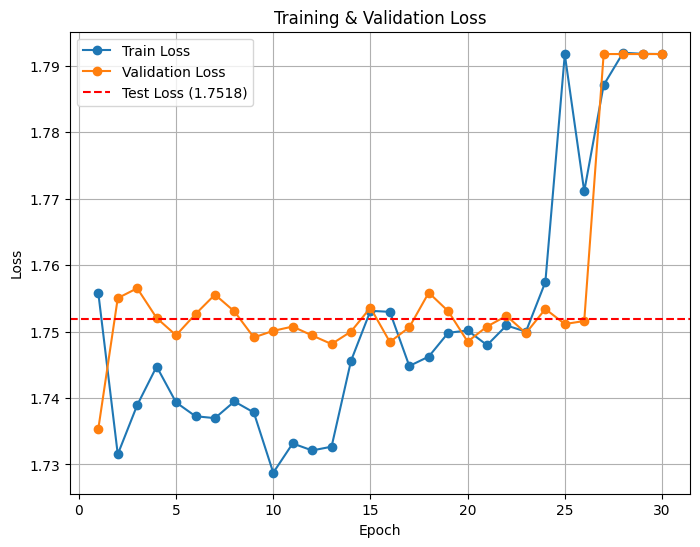 Training & Validation Loss
Train Loss
Validation Loss
Test Loss (1.7518)
Loss
1.79
1.78
1.77
1.76
1.75
1.74
1.73
0 5 10 15 20 25 30
Epoch